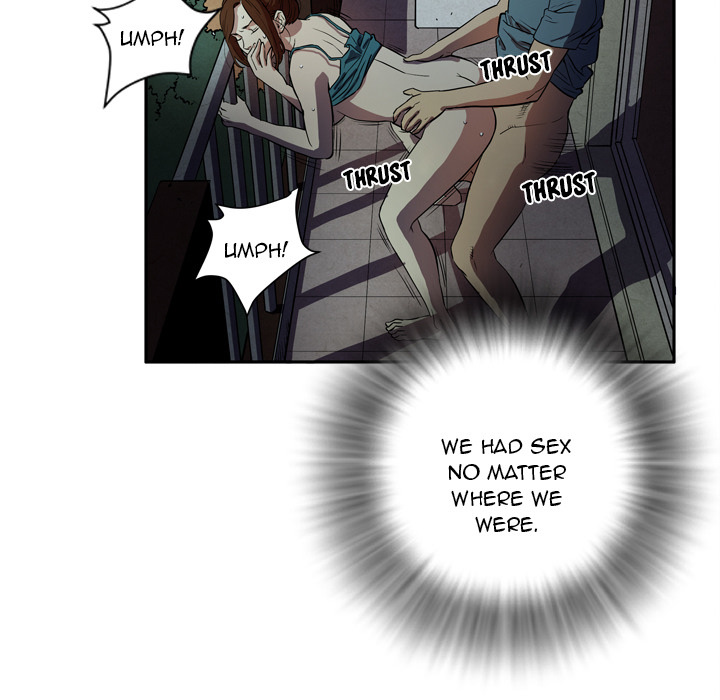 UMPH!
THRUST
THRUST
THRUST
UMPH!
WE HAD SEX
NO MATTER
WHERE WE
WERE.